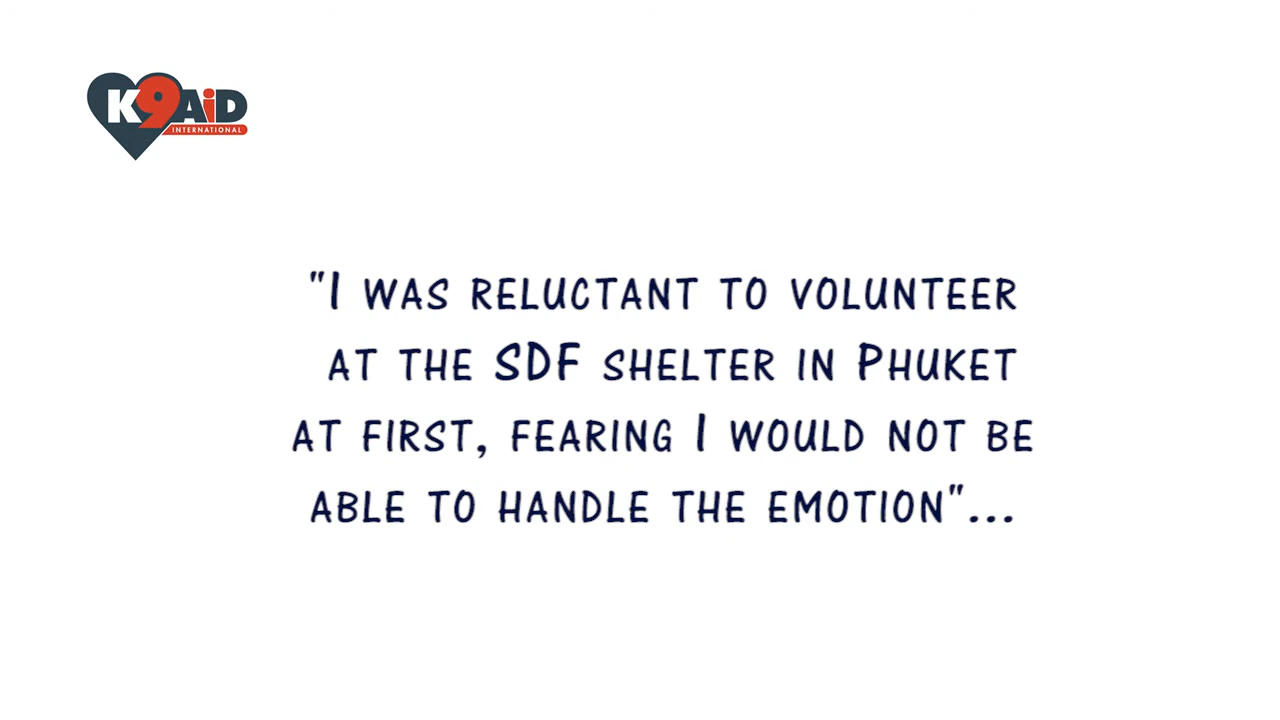 K9AiD
INTERNATIONAL
"I WAS RELUCTANT TO VOLUNTEER
AT THE SDF SHELTER IN PHUKET
AT FIRST, FEARING I WOULD NOT BE
ABLE TO HANDLE THE EMOTION"...